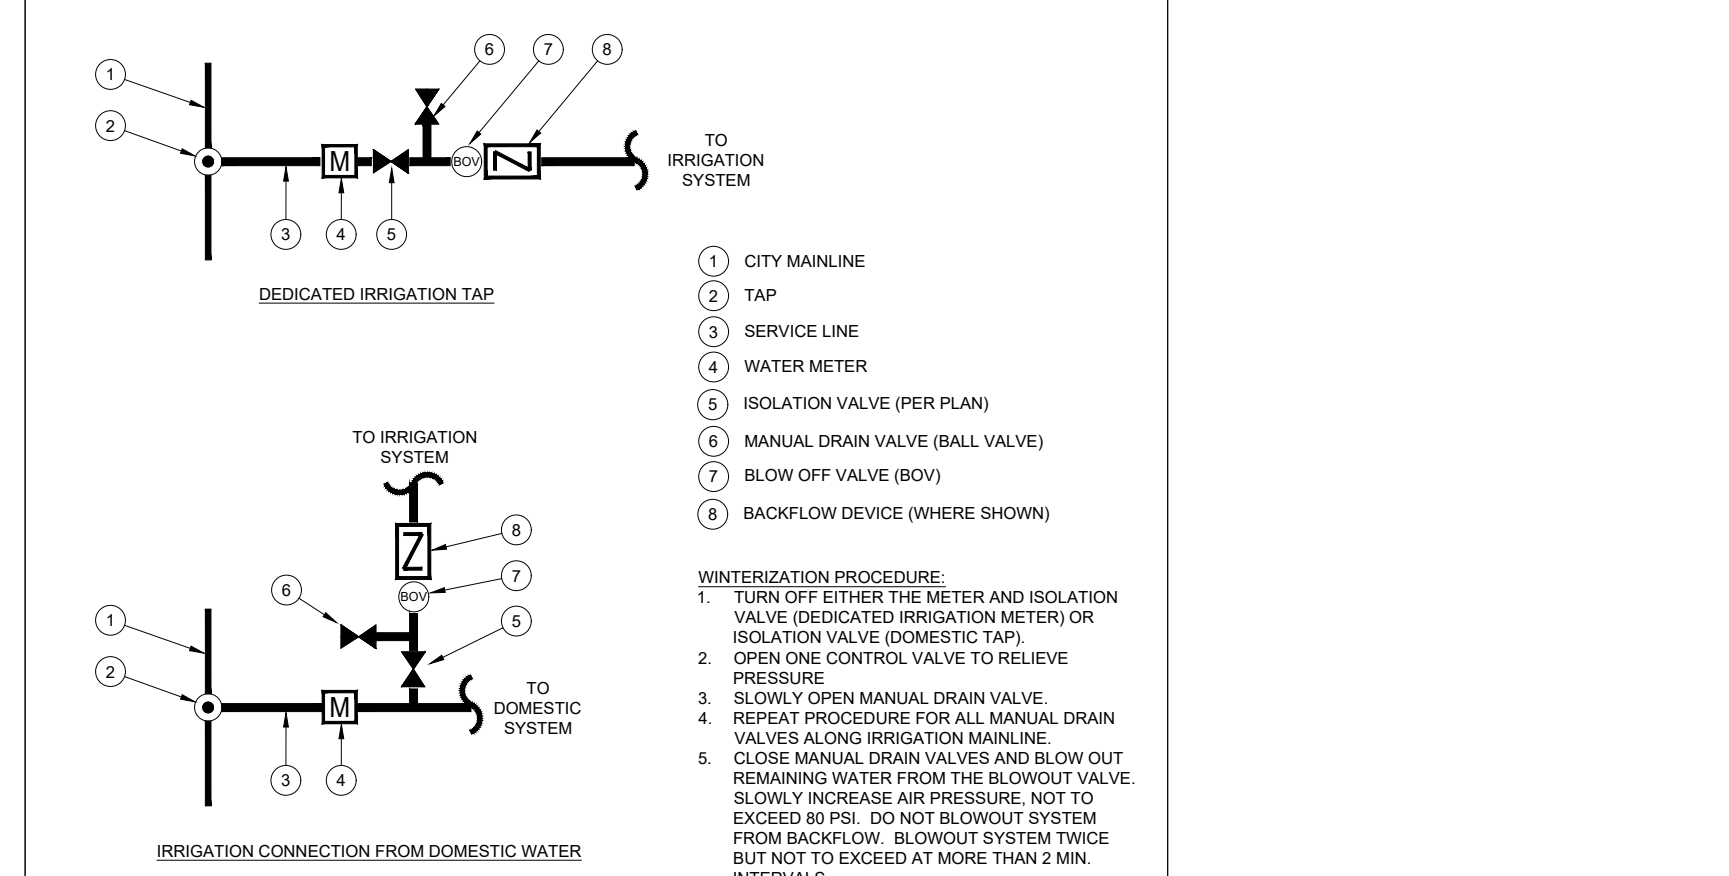 6 7 8
1
2
M
BOV
TO
IRRIGATION
SYSTEM
3 4 5
DEDICATED IRRIGATION TAP
1 CITY MAINLINE
2 TAP
3 SERVICE LINE
4 WATER METER
5 ISOLATION VALVE (PER PLAN)
6 MANUAL DRAIN VALVE (BALL VALVE)
7 BLOW OFF VALVE (BOV)
8 BACKFLOW DEVICE (WHERE SHOWN)
TO IRRIGATION
SYSTEM
8
7
BOV
6
5
1
2
M
TO
DOMESTIC
SYSTEM
3 4
IRRIGATION CONNECTION FROM DOMESTIC WATER
WINTERIZATION PROCEDURE:
1. TURN OFF EITHER THE METER AND ISOLATION
VALVE (DEDICATED IRRIGATION METER) OR
ISOLATION VALVE (DOMESTIC TAP).
2. OPEN ONE CONTROL VALVE TO RELIEVE
PRESSURE
3. SLOWLY OPEN MANUAL DRAIN VALVE.
4. REPEAT PROCEDURE FOR ALL MANUAL DRAIN
VALVES ALONG IRRIGATION MAINLINE.
5. CLOSE MANUAL DRAIN VALVES AND BLOW OUT
REMAINING WATER FROM THE BLOWOUT VALVE.
SLOWLY INCREASE AIR PRESSURE, NOT TO
EXCEED 80 PSI. DO NOT BLOWOUT SYSTEM
FROM BACKFLOW. BLOWOUT SYSTEM TWICE
BUT NOT TO EXCEED AT MORE THAN 2 MIN.